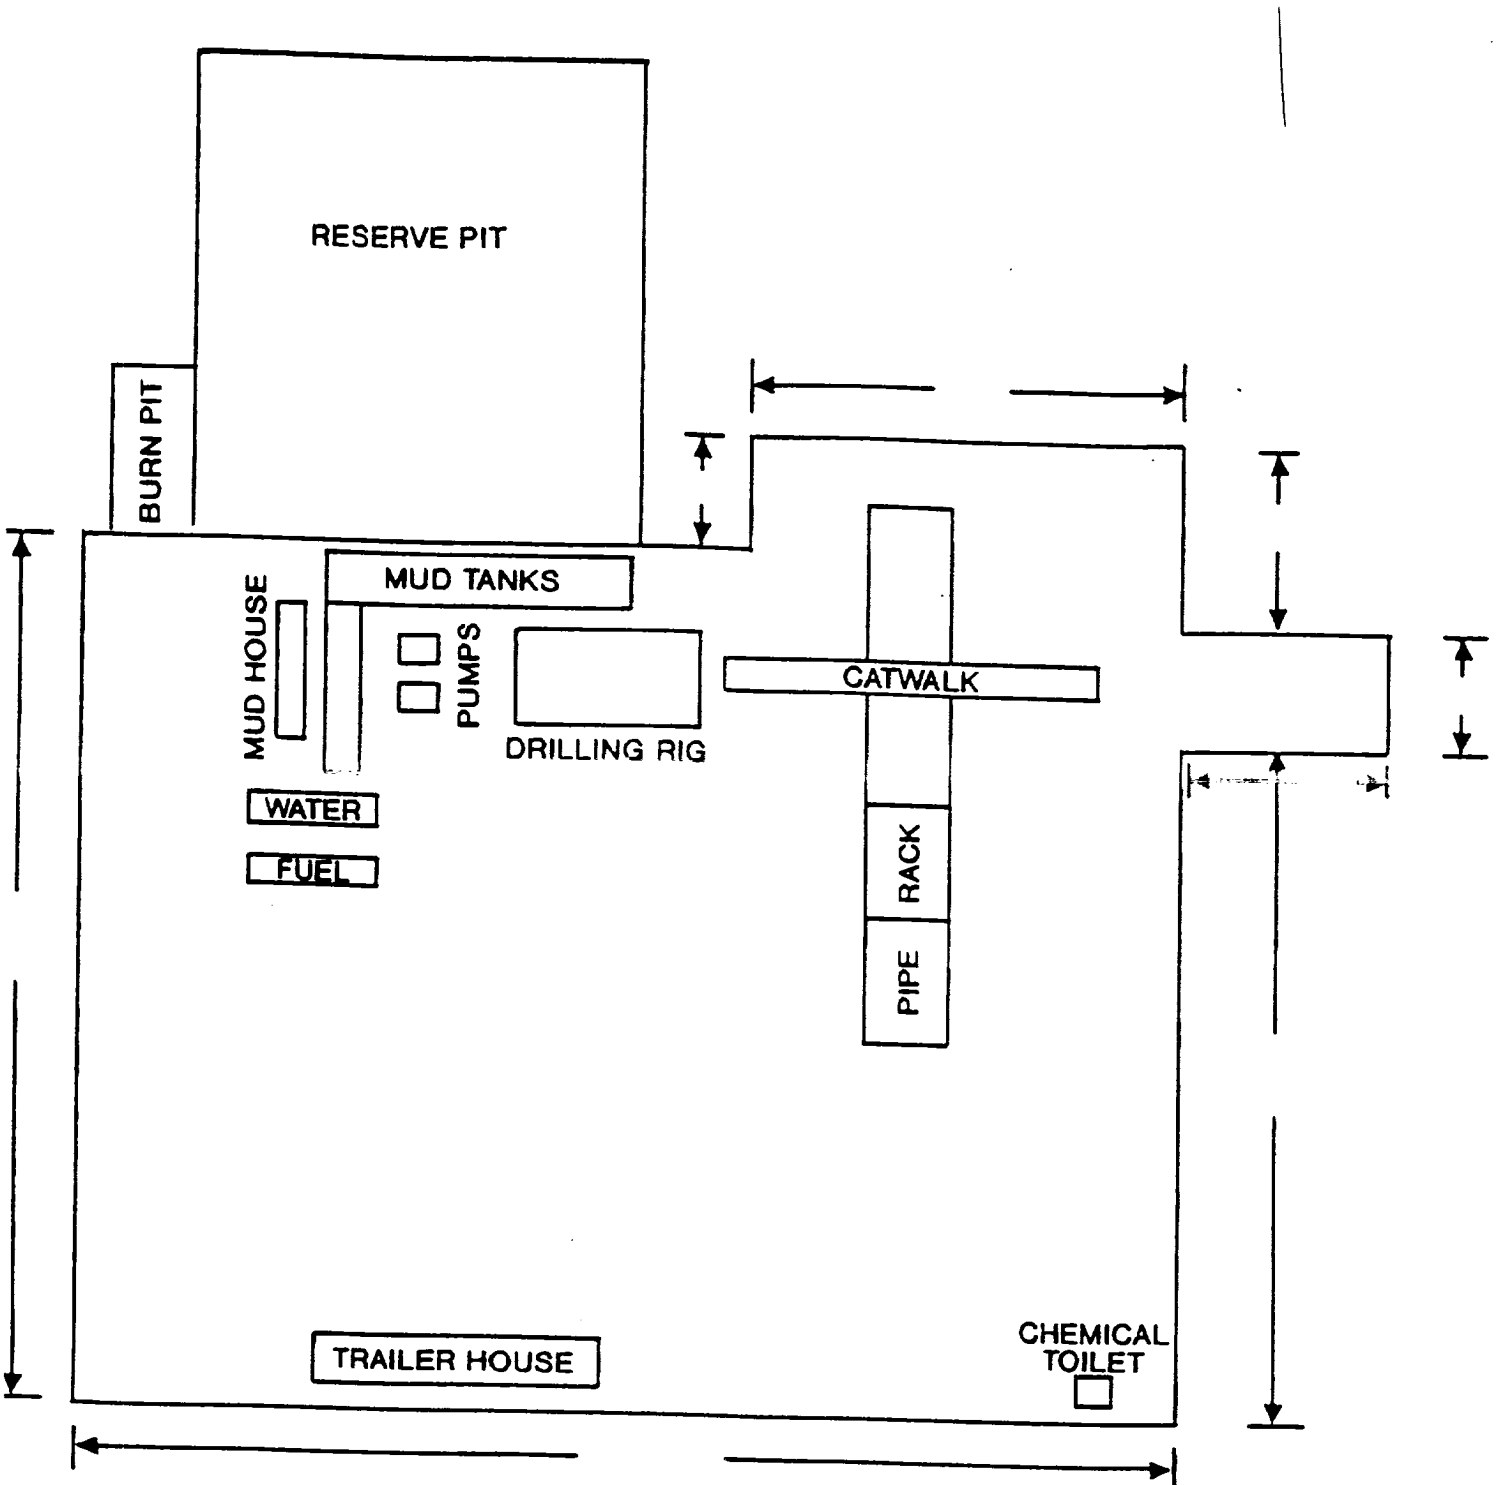 RESERVE PIT
BURN PIT
MUD TANKS
MUD HOUSE
PUMPS
CATWALK
DRILLING RIG
WATER
FUEL
RACK
PIPE
CHEMICAL
TOILET
TRAILER HOUSE